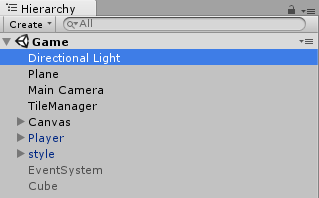 Hierarchy
Create All
Game
Directional Light
Plane
Main Camera
TileManager
Canvas
Player
style
EventSystem
Cube